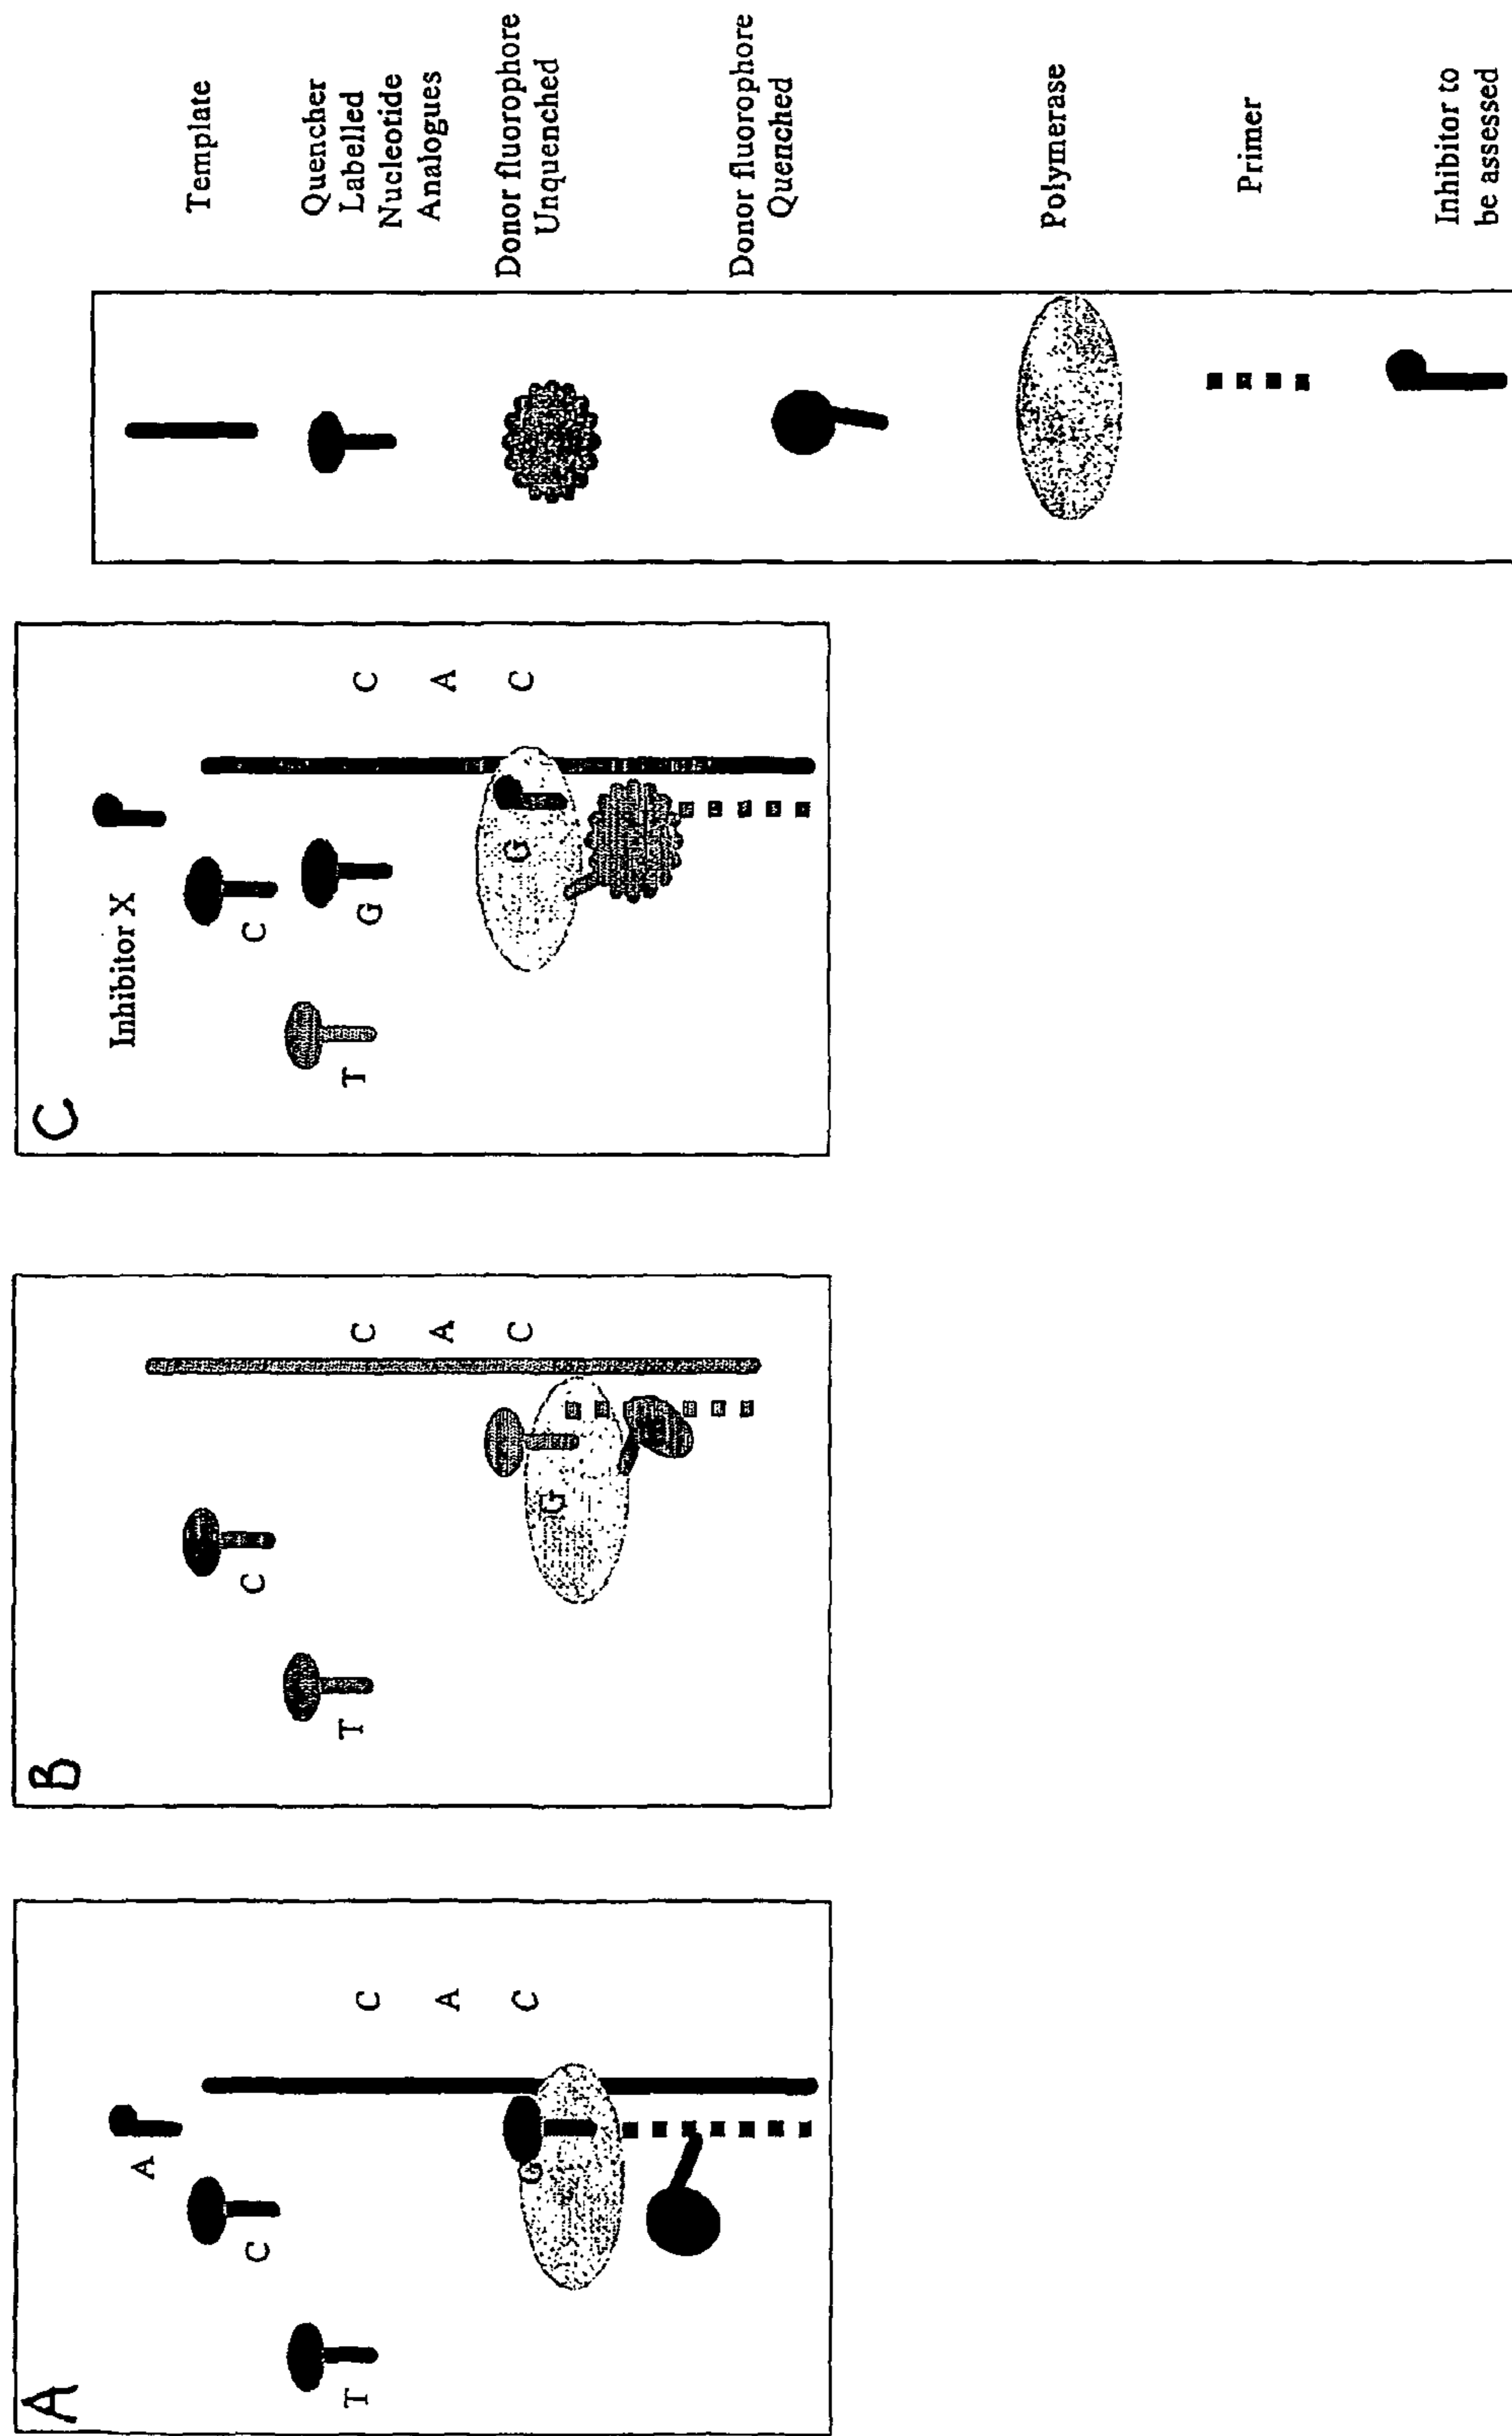 A
A
C
T
C
A
G
C
B
C
T
C
A
C
G
C
Inhibitor X
C
T
G
C
A
G
C
Template
Quencher
Labelled
Nucleotide
Analogues
Donor fluorophore
Unquenched
Donor fluorophore
Quenched
Polymerase
Primer
Inhibitor to
be assessed